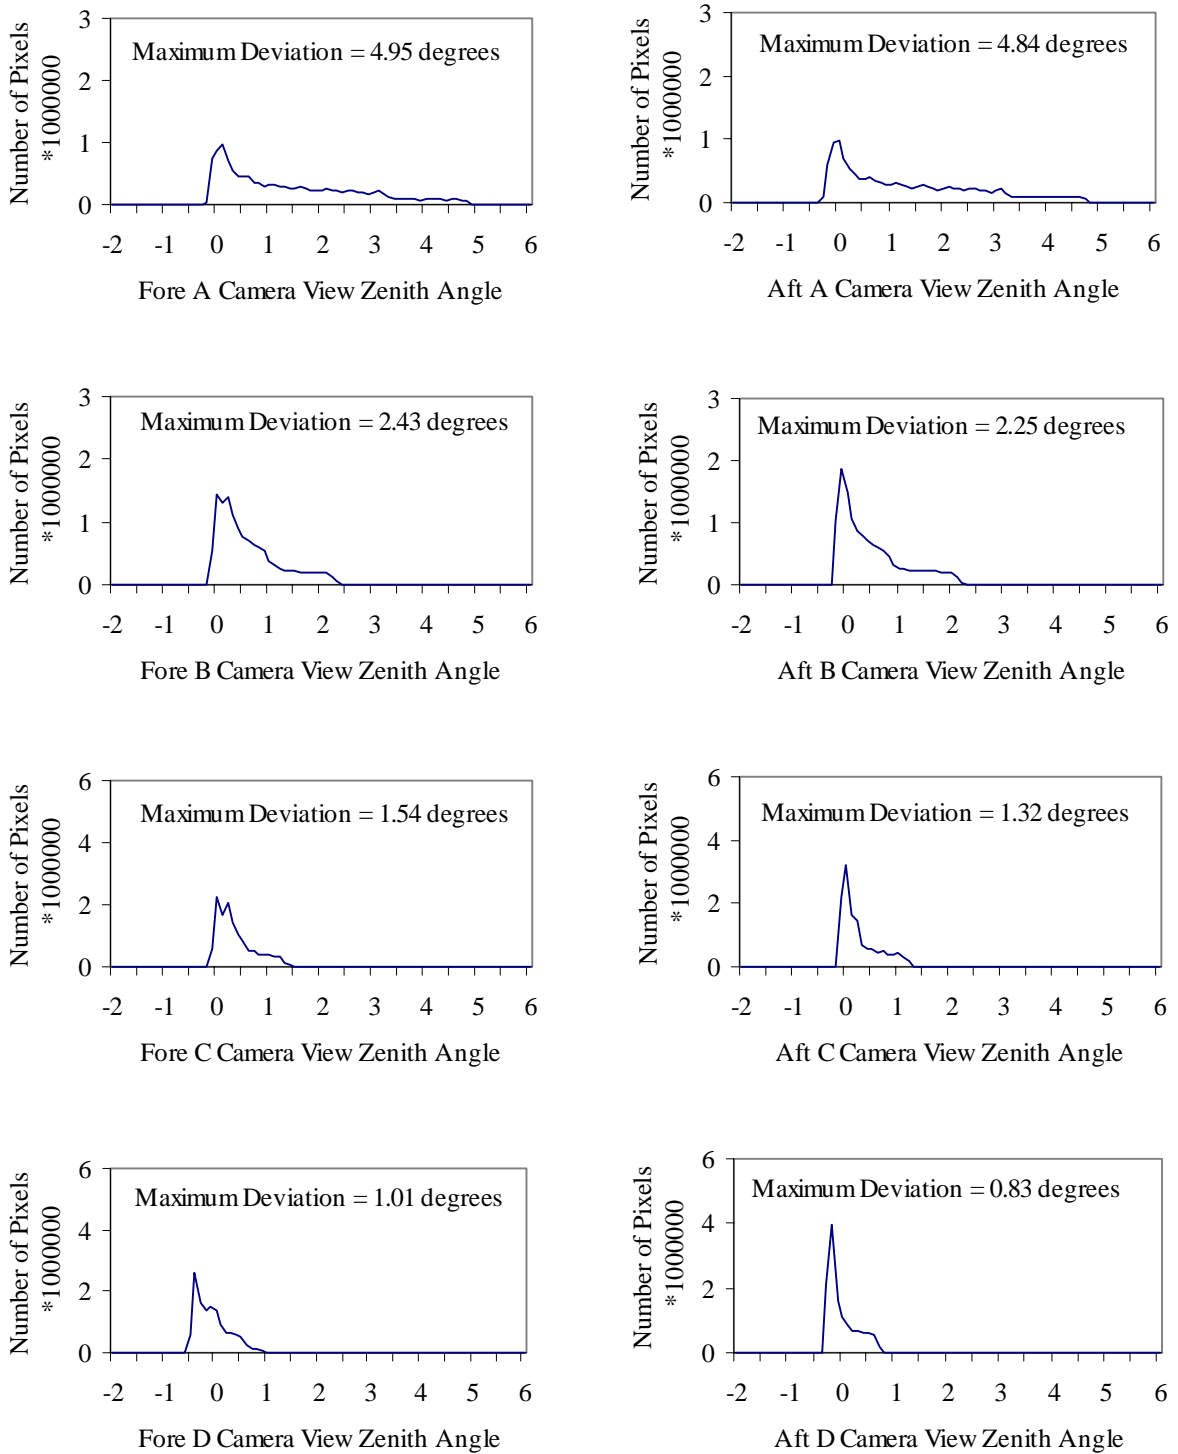 Number of Pixels
*1000000
3
2
1
0
Maximum Deviation = 4.95 degrees
-2 -1 0 1 2 3 4 5 6
Fore A Camera View Zenith Angle
Number of Pixels
*1000000
3
2
1
0
Maximum Deviation = 4.84 degrees
-2 -1 0 1 2 3 4 5 6
Aft A Camera View Zenith Angle
Number of Pixels
*1000000
3
2
1
0
Maximum Deviation = 2.43 degrees
-2 -1 0 1 2 3 4 5 6
Fore B Camera View Zenith Angle
Number of Pixels
*1000000
3
2
1
0
Maximum Deviation = 2.25 degrees
-2 -1 0 1 2 3 4 5 6
Aft B Camera View Zenith Angle
Number of Pixels
*1000000
6
4
2
0
Maximum Deviation = 1.54 degrees
-2 -1 0 1 2 3 4 5 6
Fore C Camera View Zenith Angle
Number of Pixels
*1000000
6
4
2
0
Maximum Deviation = 1.32 degrees
-2 -1 0 1 2 3 4 5 6
Aft C Camera View Zenith Angle
Number of Pixels
*1000000
6
4
2
0
Maximum Deviation = 1.01 degrees
-2 -1 0 1 2 3 4 5 6
Fore D Camera View Zenith Angle
Number of Pixels
*1000000
6
4
2
0
Maximum Deviation = 0.83 degrees
-2 -1 0 1 2 3 4 5 6
Aft D Camera View Zenith Angle